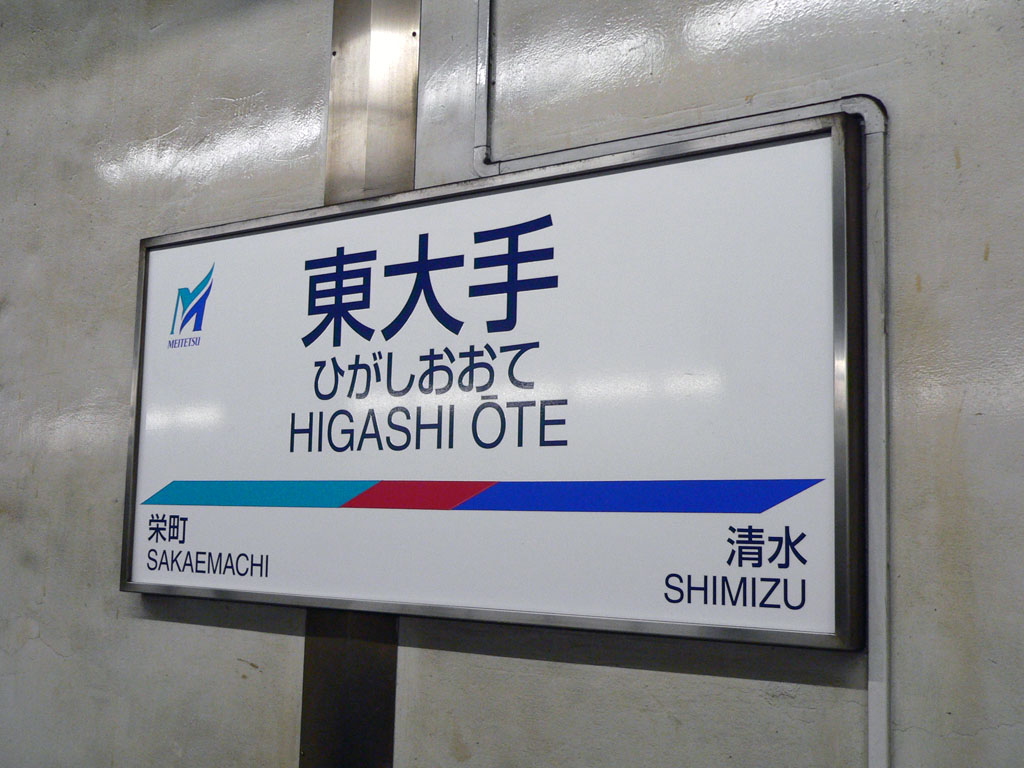 MEITETSU
東大手
ひがしおおて
HIGASHI ŌTE
栄町
SAKAEMACHI
清水
SHIMIZU